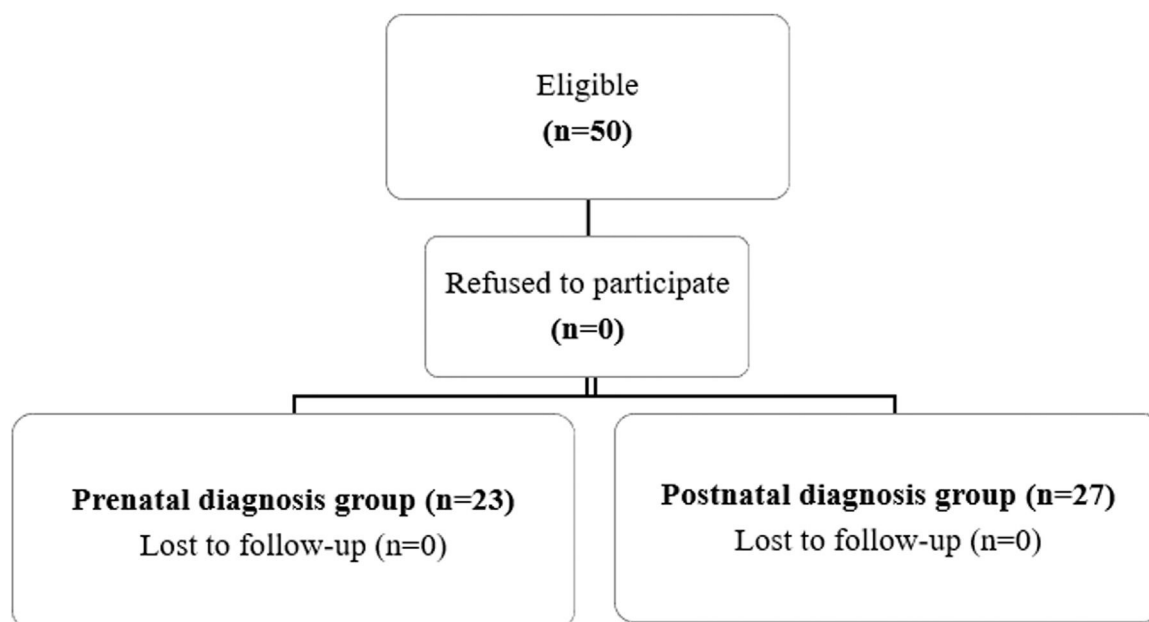 Eligible
(n=50)
Refused to participate
(n=0)
Prenatal diagnosis group (n=23)
Lost to follow-up (n=0)
Postnatal diagnosis group (n=27)
Lost to follow-up (n=0)